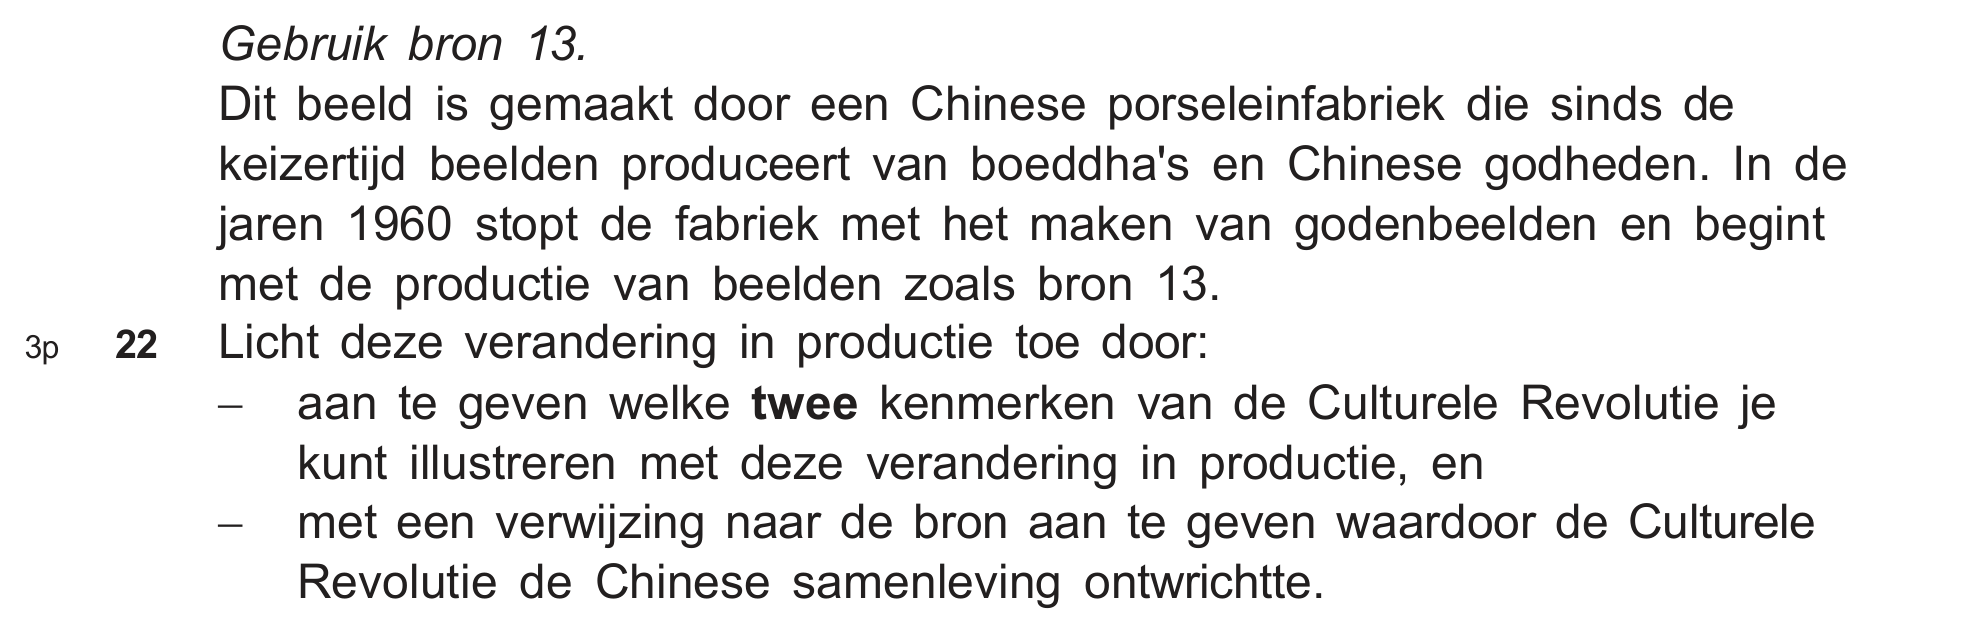 Gebruik bron 13.
Dit beeld is gemaakt door een Chinese porseleinfabriek die sinds de
keizertijd beelden produceert van boeddha's en Chinese godheden. In de
jaren 1960 stopt de fabriek met het maken van godenbeelden en begint
met de productie van beelden zoals bron 13.
3p 22 Licht deze verandering in productie toe door:
– aan te geven welke twee kenmerken van de Culturele Revolutie je
kunt illustreren met deze verandering in productie, en
– met een verwijzing naar de bron aan te geven waardoor de Culturele
Revolutie de Chinese samenleving ontwrichtte.